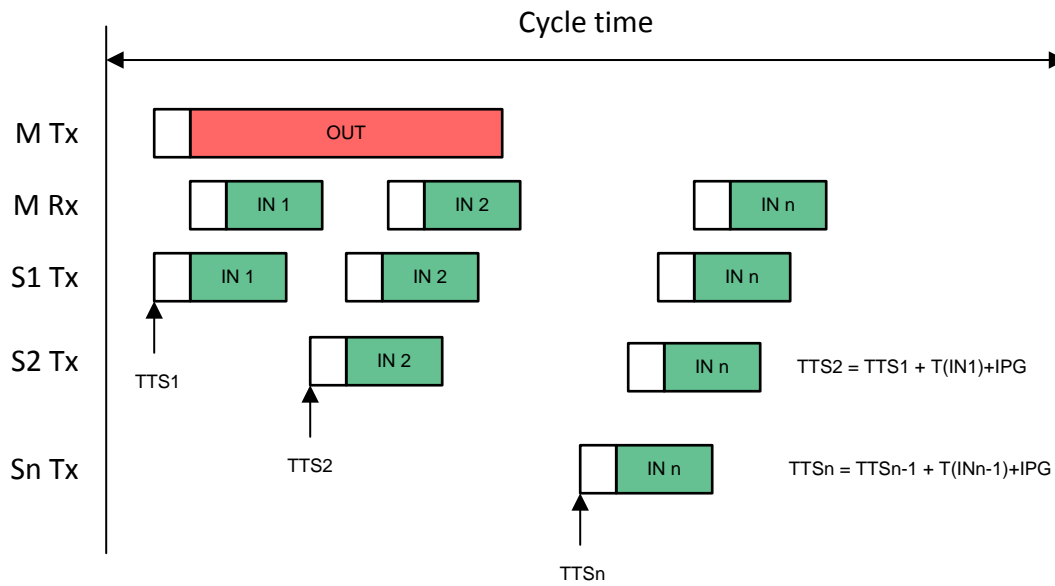 Cycle time
M Tx
OUT
M Rx
IN 1
IN 2
IN n
S1 Tx
IN 1
IN 2
IN n
TTS1
S2 Tx
IN 2
IN n
TTS2 = TTS1 + T(IN1)+IPG
TTS2
Sn Tx
IN n
TTSn = TTSn-1 + T(INn-1)+IPG
TTSn